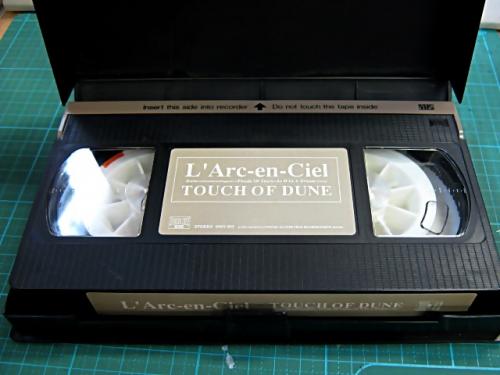 Insert this side into recorder ↑ Do not touch the tape inside VHS
L'Arc-en-Ciel
TOUCH OF DUNE
STEREO
L'Arc-en-Ciel TOUCH OF DUNE